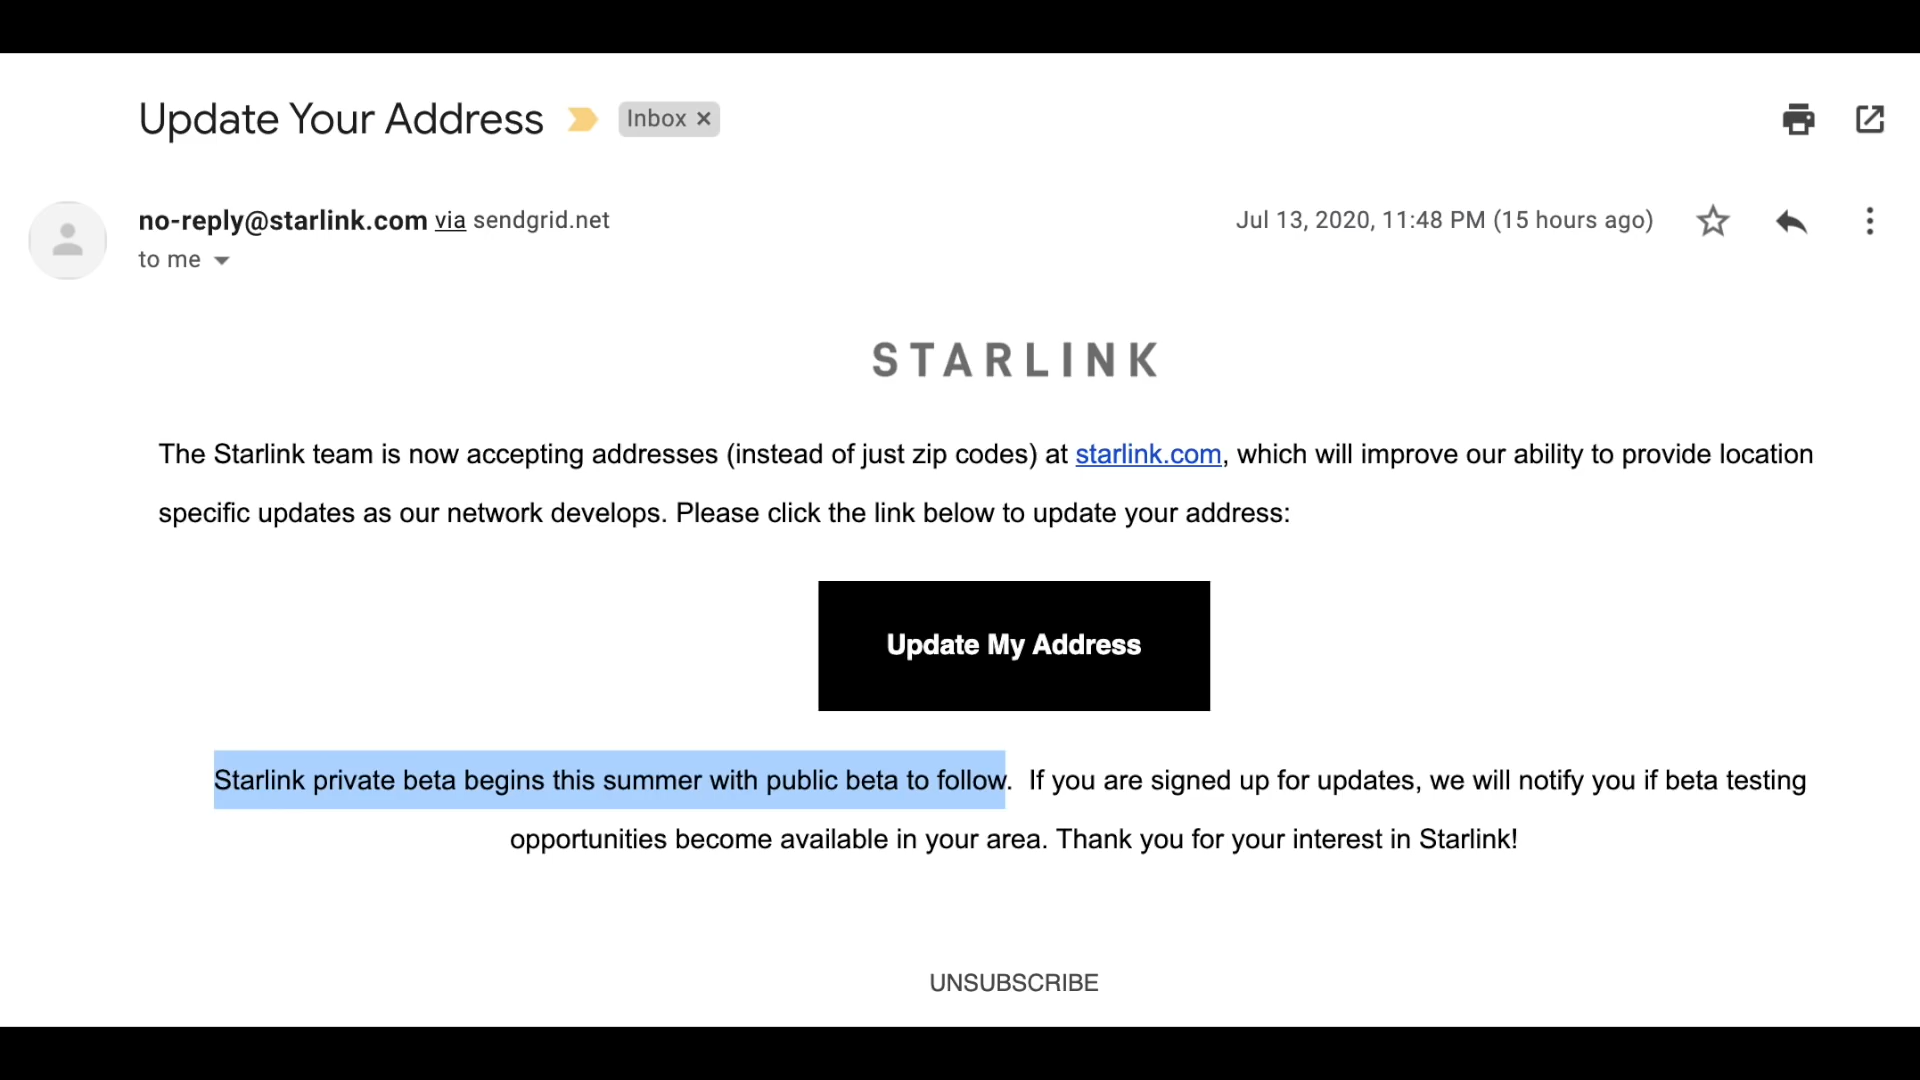 Update Your Address Inbox ×
no-reply@starlink.com via sendgrid.net Jul 13, 2020, 11:48 PM (15 hours ago)
to me
STARLINK
The Starlink team is now accepting addresses (instead of just zip codes) at starlink.com, which will improve our ability to provide location
specific updates as our network develops. Please click the link below to update your address:
Update My Address
Starlink private beta begins this summer with public beta to follow.  If you are signed up for updates, we will notify you if beta testing
opportunities become available in your area. Thank you for your interest in Starlink!
UNSUBSCRIBE